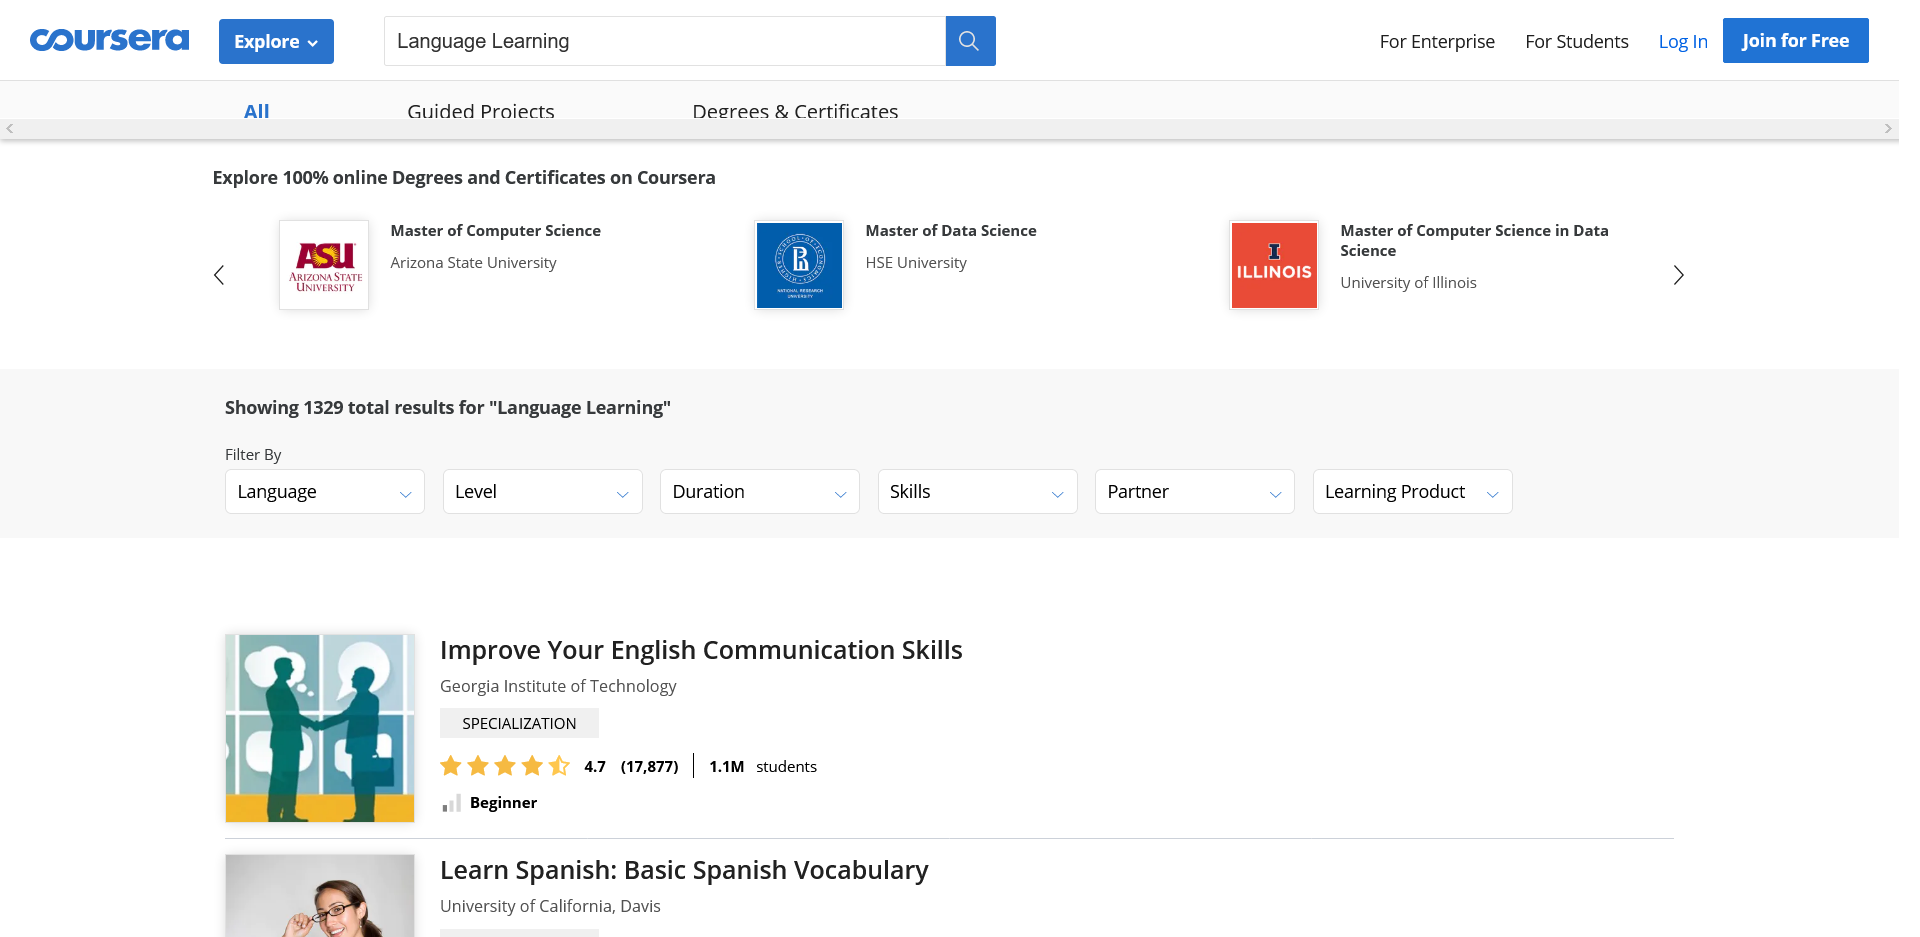 coursera
Explore
Language Learning
For Enterprise
For Students
Log In
Join for Free
All
Guided Projects
Degrees & Certificates
Explore 100% online Degrees and Certificates on Coursera
ASU
ARIZONA STATE
UNIVERSITY
Master of Computer Science
Arizona State University
NATIONAL RESEARCH
UNIVERSITY
Master of Data Science
HSE University
I
ILLINOIS
Master of Computer Science in Data
Science
University of Illinois
Showing 1329 total results for "Language Learning"
Filter By
Language
Level
Duration
Skills
Partner
Learning Product
Improve Your English Communication Skills
Georgia Institute of Technology
SPECIALIZATION
4.7 (17,877) 1.1M students
Beginner
Learn Spanish: Basic Spanish Vocabulary
University of California, Davis